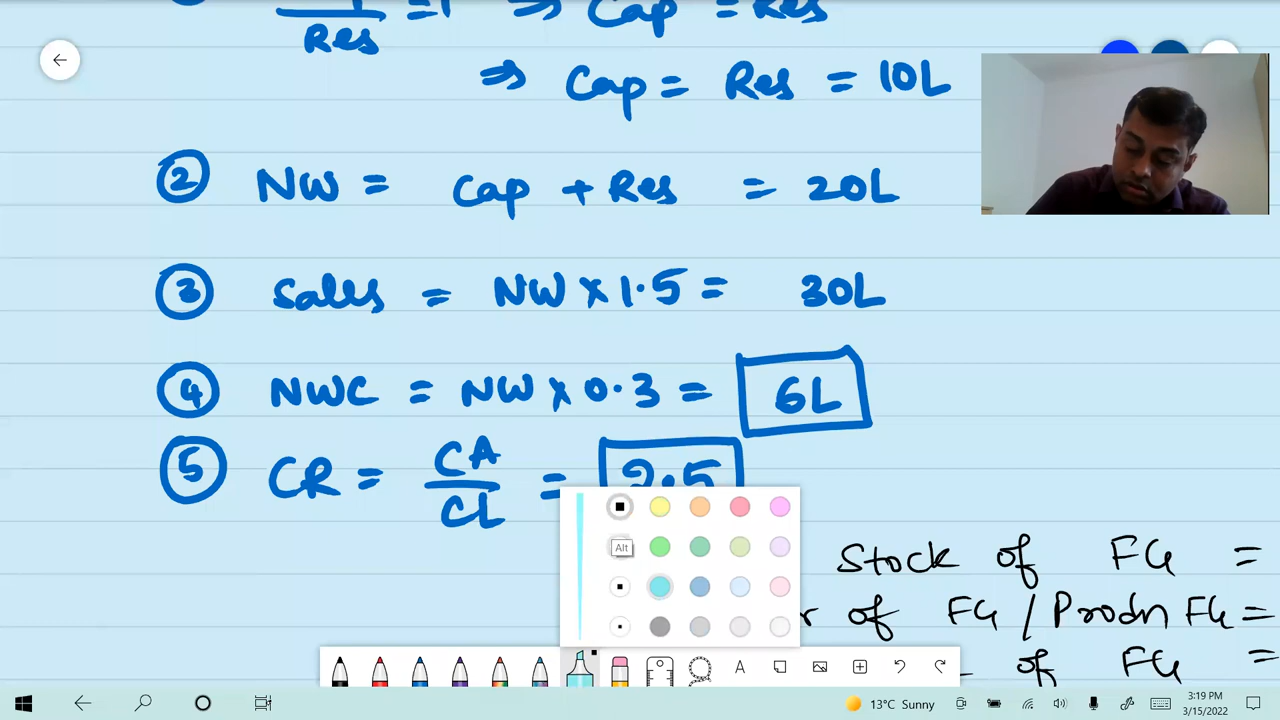 Res = 1 ⇒ Cap = Res
⇒ Cap = Res = 10L
② NW = Cap + Res = 20L
③ Sales = NW × 1.5 = 30L
④ NWC = NW × 0.3 = 6L
⑤ CR = CA / CL = 2.5
Alt
Stock of FG =
of FG / Prodn FG =
of FG =
A
13°C Sunny
3:19 PM
3/15/2022